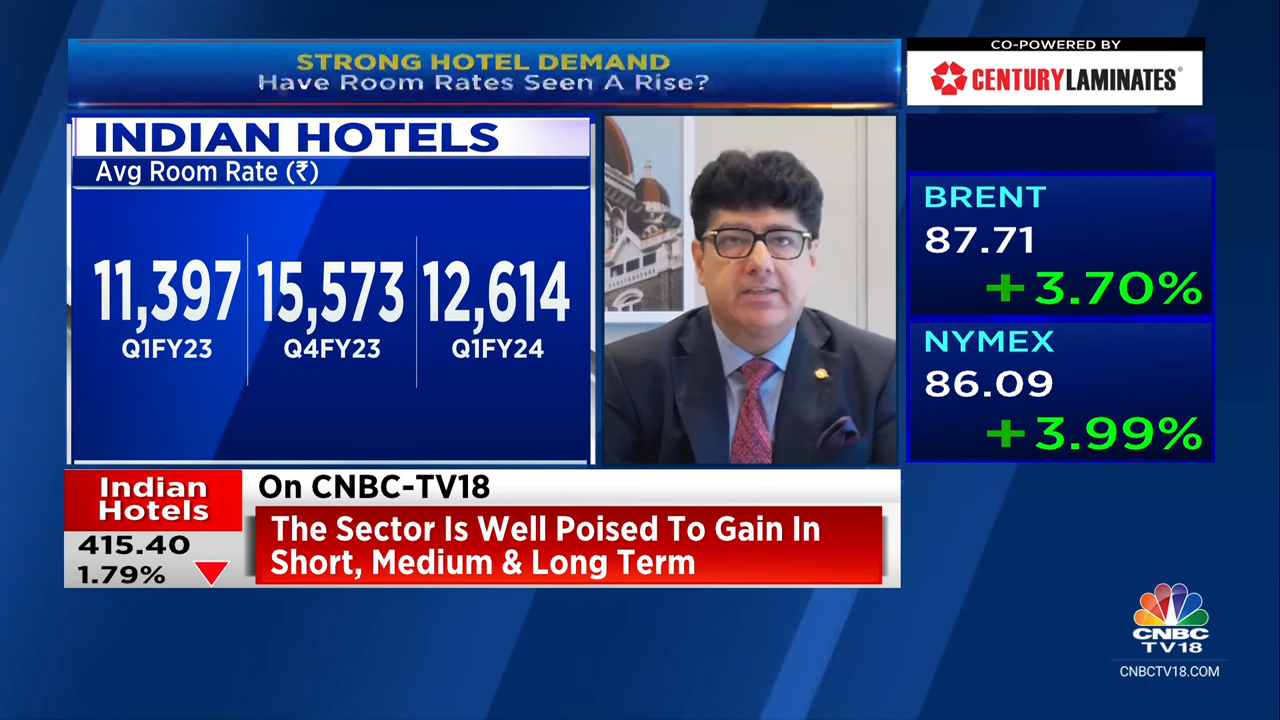 STRONG HOTEL DEMAND
Have Room Rates Seen A Rise?
CO-POWERED BY
CENTURYLAMINATES®
INDIAN HOTELS
Avg Room Rate (₹)
11,397
Q1FY23
15,573
Q4FY23
12,614
Q1FY24
BRENT
87.71
+3.70%
NYMEX
86.09
+3.99%
Indian
Hotels
415.40
1.79%
On CNBC-TV18
The Sector Is Well Poised To Gain In
Short, Medium & Long Term
CNBC
TV18
CNBCTV18.COM